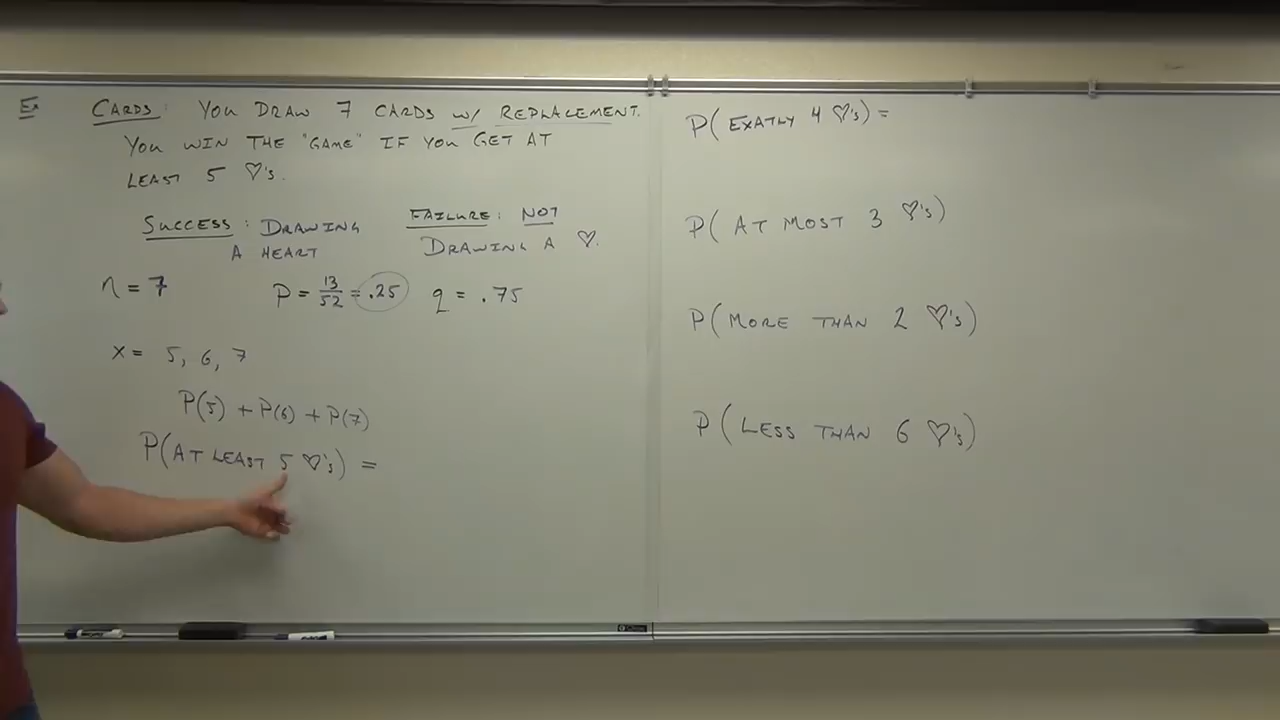 Ex CARDS: YOU DRAW 7 CARDS W/ REPLACEMENT.
YOU WIN THE "GAME" IF YOU GET AT
LEAST 5 ♡'s.
SUCCESS: DRAWING
A HEART
FAILURE: NOT
DRAWING A ♡.
n = 7
P = 13/52 = .25
q = .75
X = 5, 6, 7
P(5) + P(6) + P(7)
P(AT LEAST 5 ♡'s) =
P(EXATLY 4 ♡'s) =
P(AT MOST 3 ♡'s)
P(MORE THAN 2 ♡'s)
P(LESS THAN 6 ♡'s)